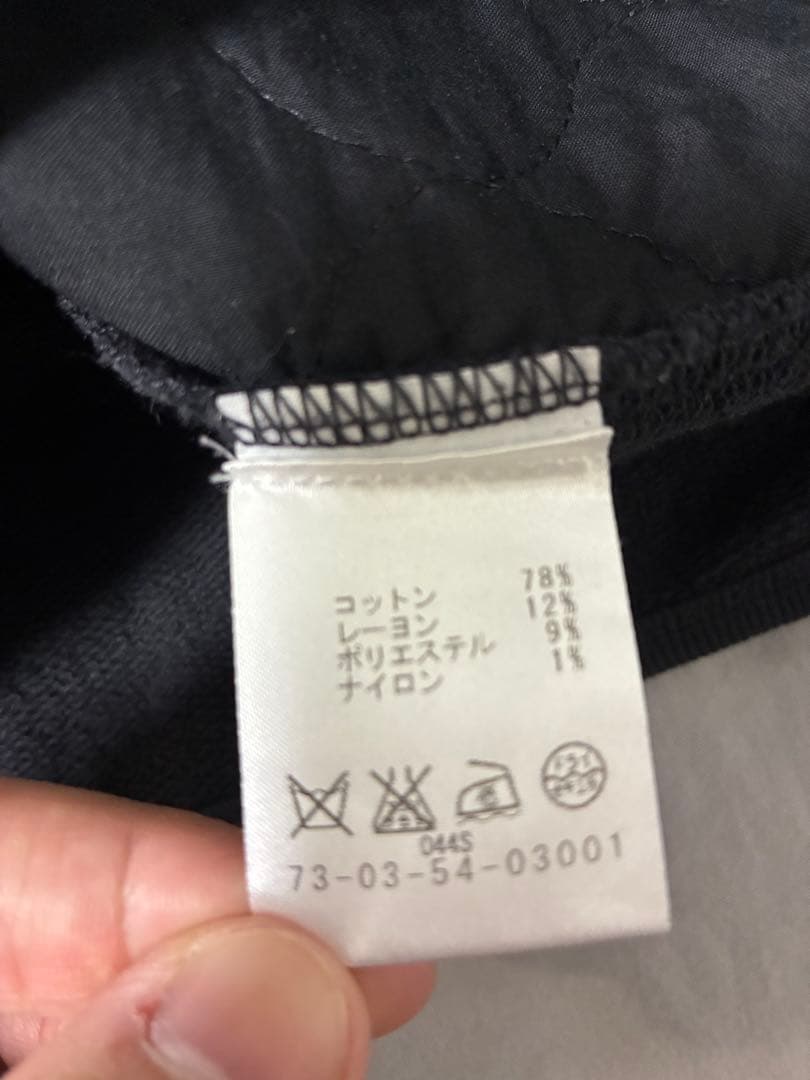 コットン 78%
レーヨン 12%
ポリエステル 9%
ナイロン 1%
044S
73-03-54-03001